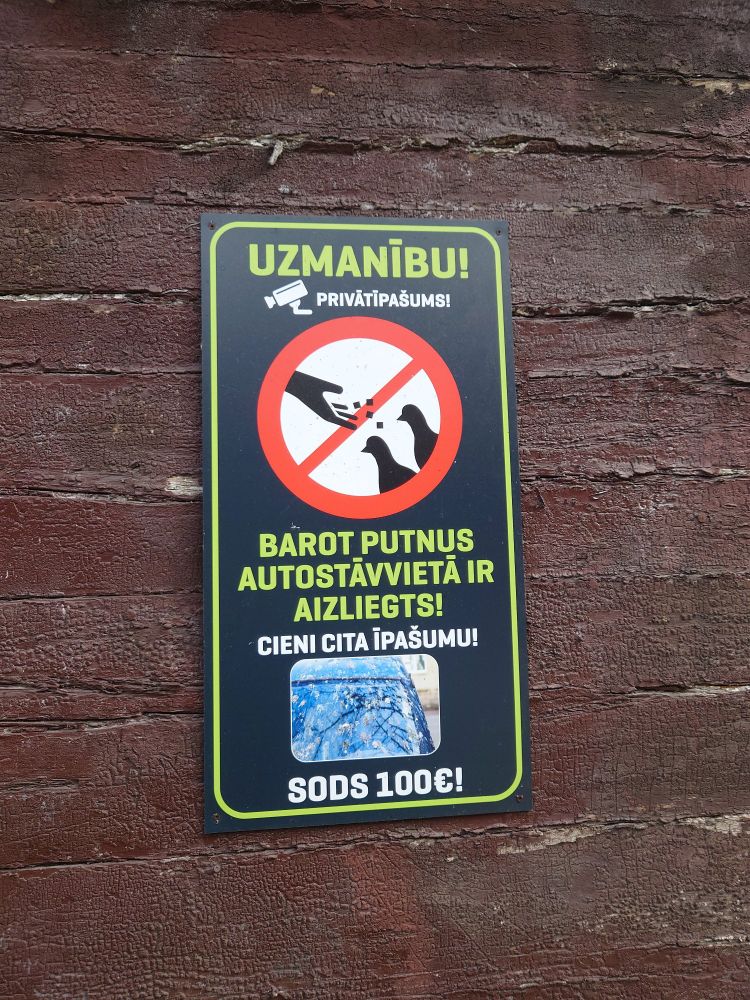 UZMANĪBU!
PRIVĀTĪPAŠUMS!
BAROT PUTNUS
AUTOSTĀVVIETĀ IR
AIZLIEGTS!
CIENI CITA ĪPAŠUMU!
SODS 100€!